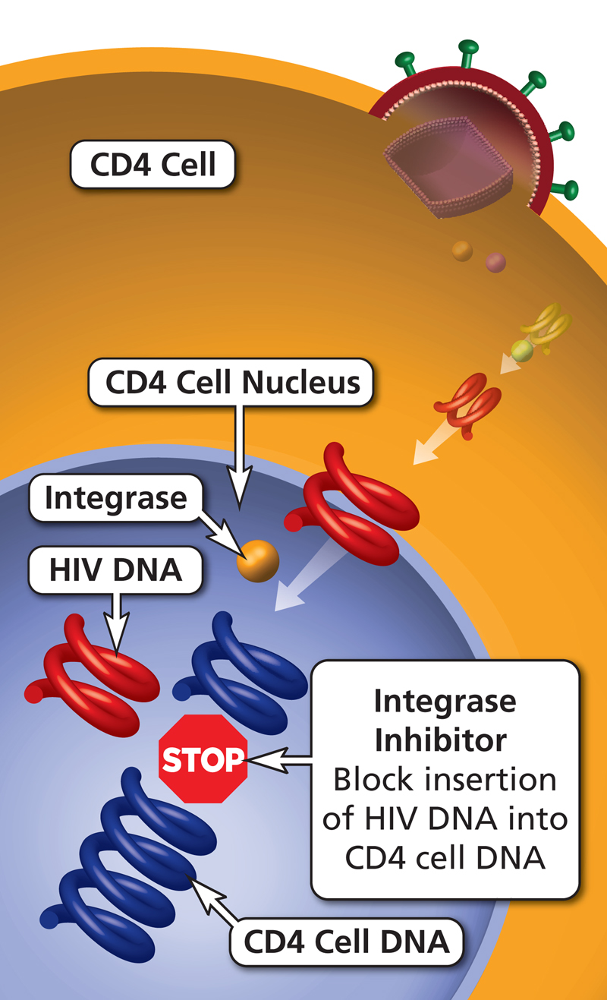 CD4 Cell
CD4 Cell Nucleus
Integrase
HIV DNA
Integrase
Inhibitor
Block insertion
of HIV DNA into
CD4 cell DNA
STOP
CD4 Cell DNA